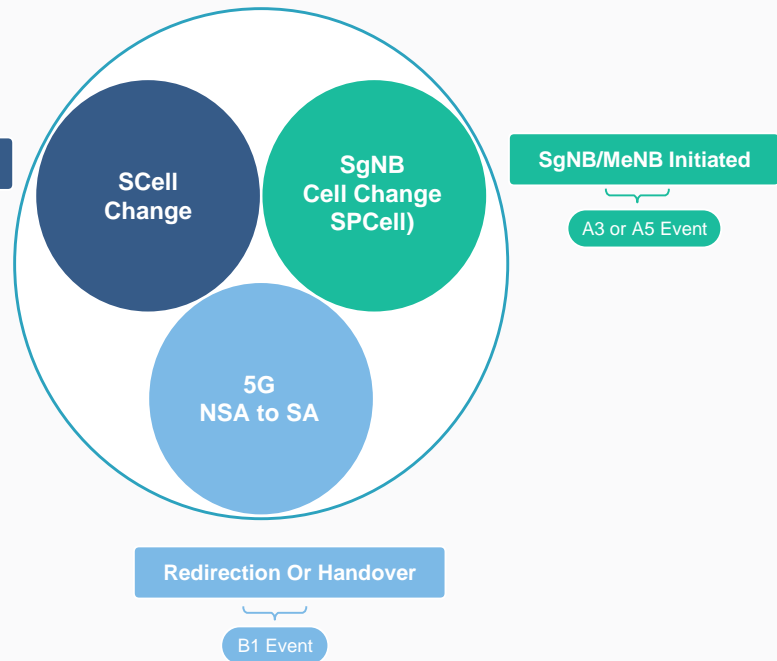 SCell
Change
SgNB
Cell Change
SPCell)
SgNB/MeNB Initiated
A3 or A5 Event
5G
NSA to SA
Redirection Or Handover
B1 Event